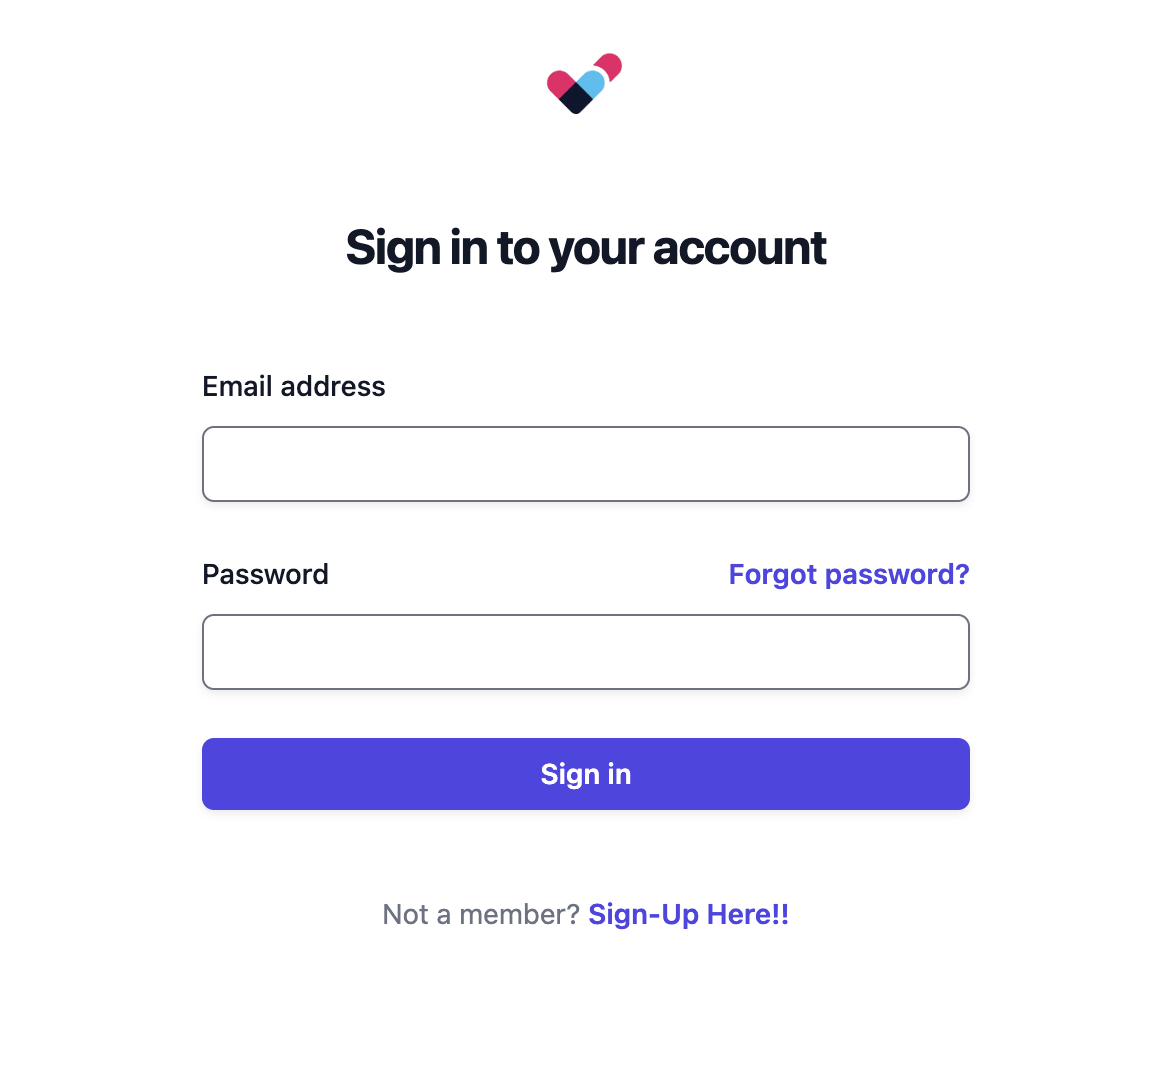 Sign in to your account
Email address
Password Forgot password?
Sign in
Not a member? Sign-Up Here!!